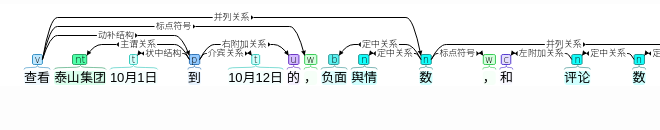 并列关系
标点符号
动补结构
主谓关系 右附加关系 定中关系 并列关系
状中结构 介宾关系 定中关系 标点符号 左附加关系 定中关系
v nt t p t u w b n n w c n n
查看 泰山集团 10月1日 到 10月12日 的 , 负面 舆情 数 , 和 评论 数